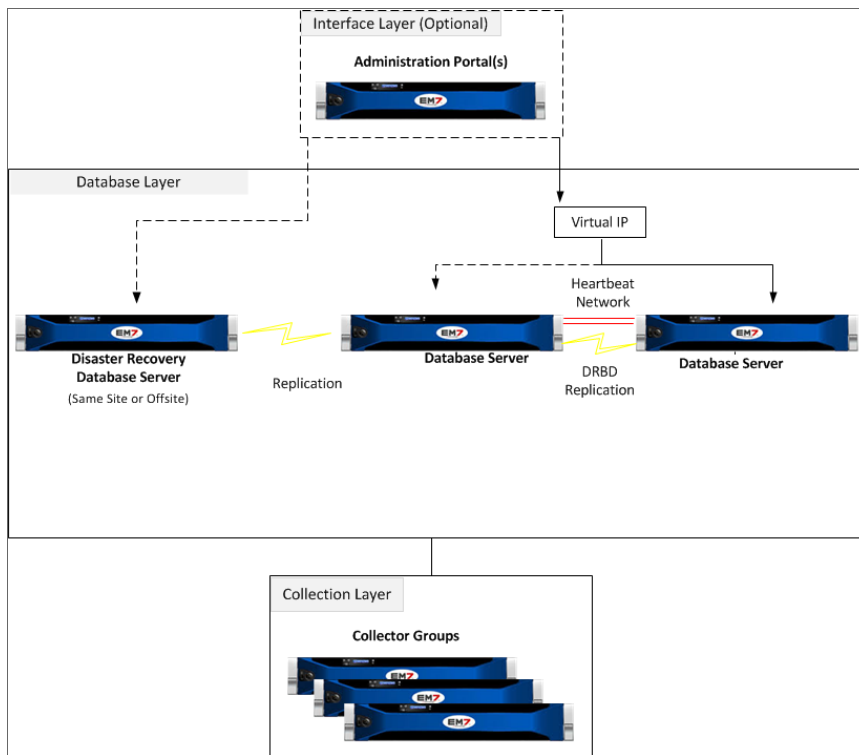 Interface Layer (Optional)
Administration Portal(s)
EM7
Database Layer
Virtual IP
Heartbeat
Network
EM7
EM7
EM7
Disaster Recovery
Database Server
(Same Site or Offsite)
Replication
Database Server
DRBD
Replication
Database Server
Collection Layer
Collector Groups
EM7
EM7
EM7